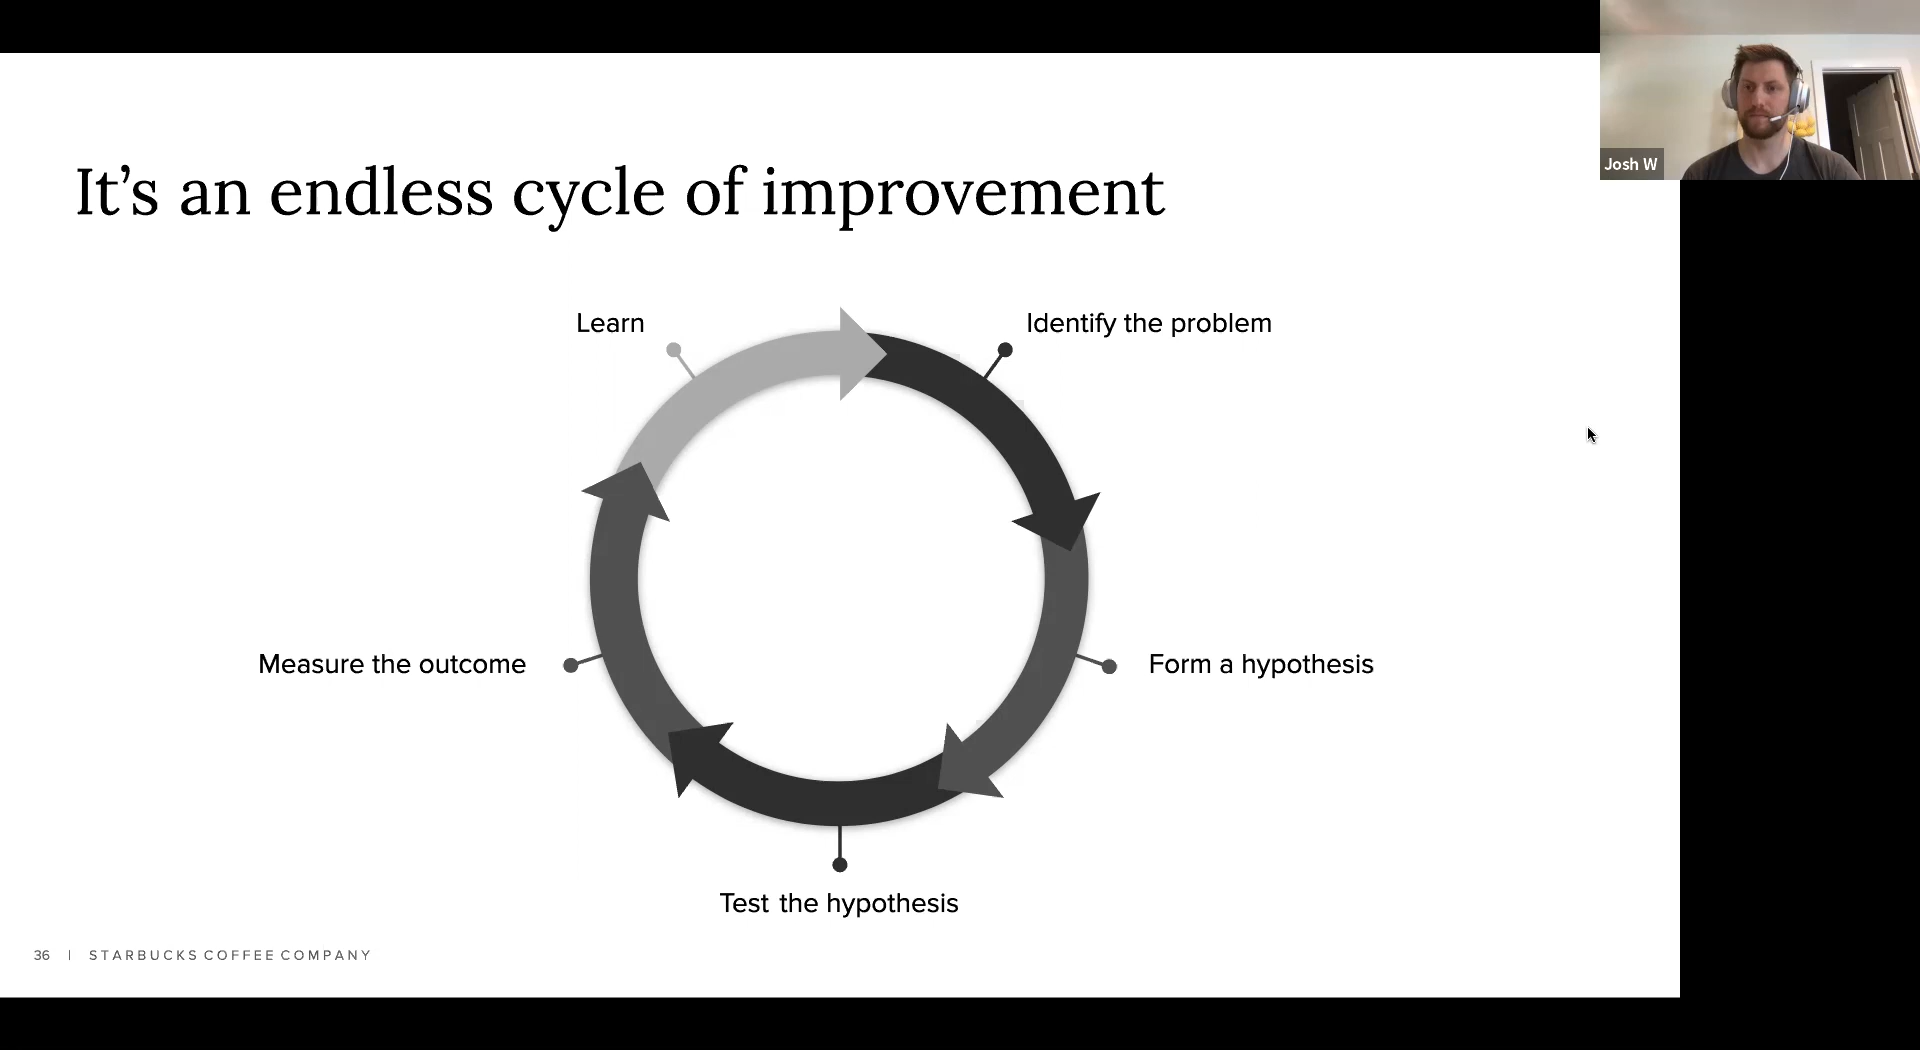 Josh W
It’s an endless cycle of improvement
Learn
Identify the problem
Measure the outcome
Form a hypothesis
Test the hypothesis
36 | STARBUCKS COFFEE COMPANY